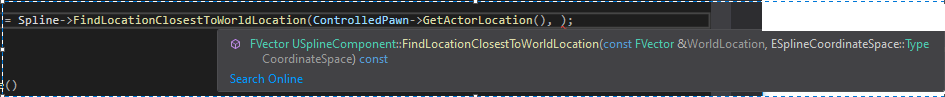 = Spline->FindLocationClosestToWorldLocation(ControlledPawn->GetActorLocation(), );
FVector USplineComponent::FindLocationClosestToWorldLocation(const FVector &WorldLocation, ESplineCoordinateSpace::Type
CoordinateSpace) const
Search Online
=()